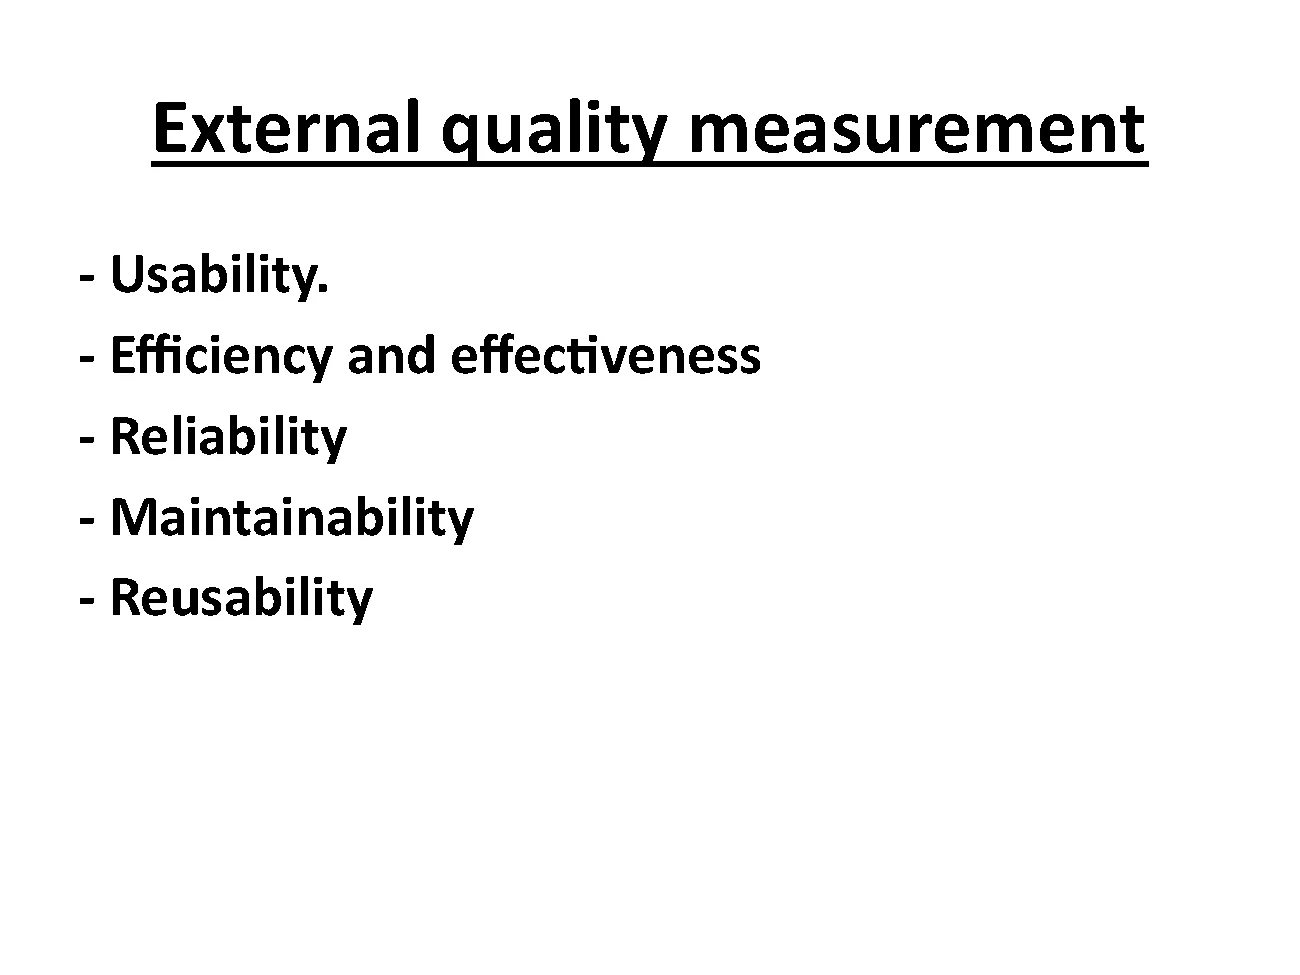 External quality measurement
- Usability.
- Efficiency and effectiveness
- Reliability
- Maintainability
- Reusability